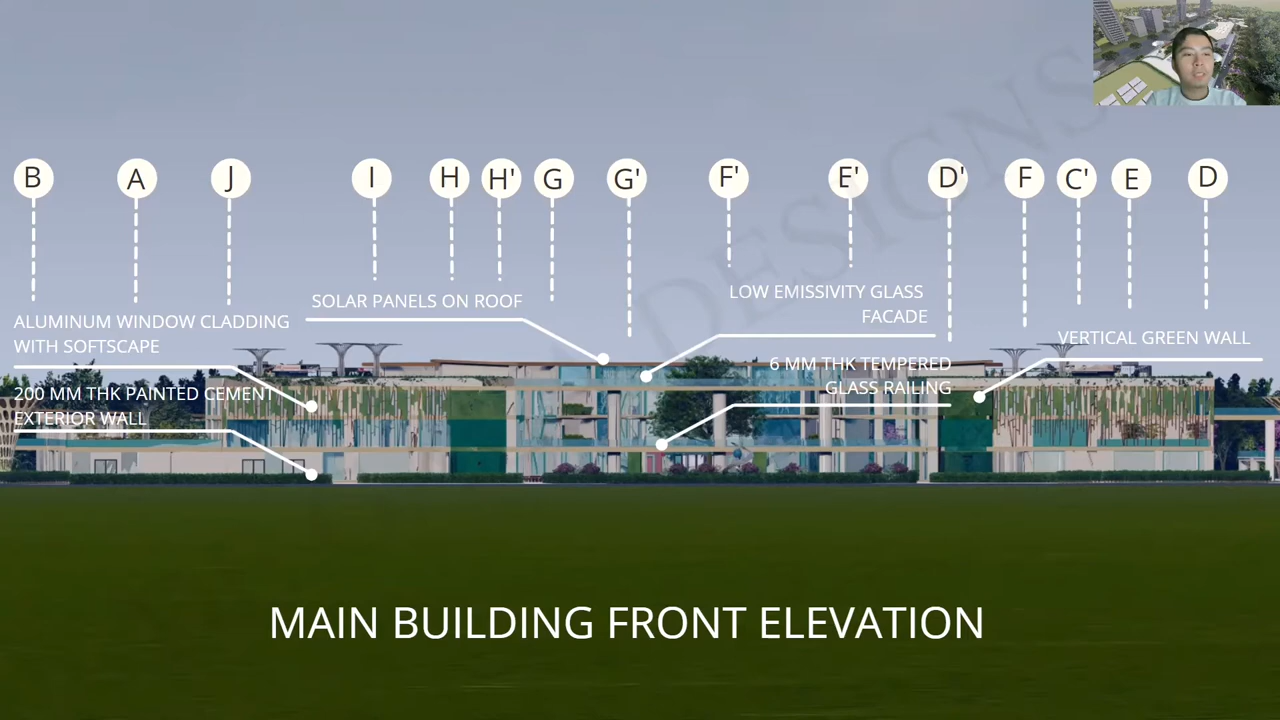 B A J I H H' G G' F' E' D' F C' E D
SOLAR PANELS ON ROOF
LOW EMISSIVITY GLASS
FACADE
ALUMINUM WINDOW CLADDING
WITH SOFTSCAPE
VERTICAL GREEN WALL
6 MM THK TEMPERED
GLASS RAILING
200 MM THK PAINTED CEMENT
EXTERIOR WALL
MAIN BUILDING FRONT ELEVATION
DESIGNS